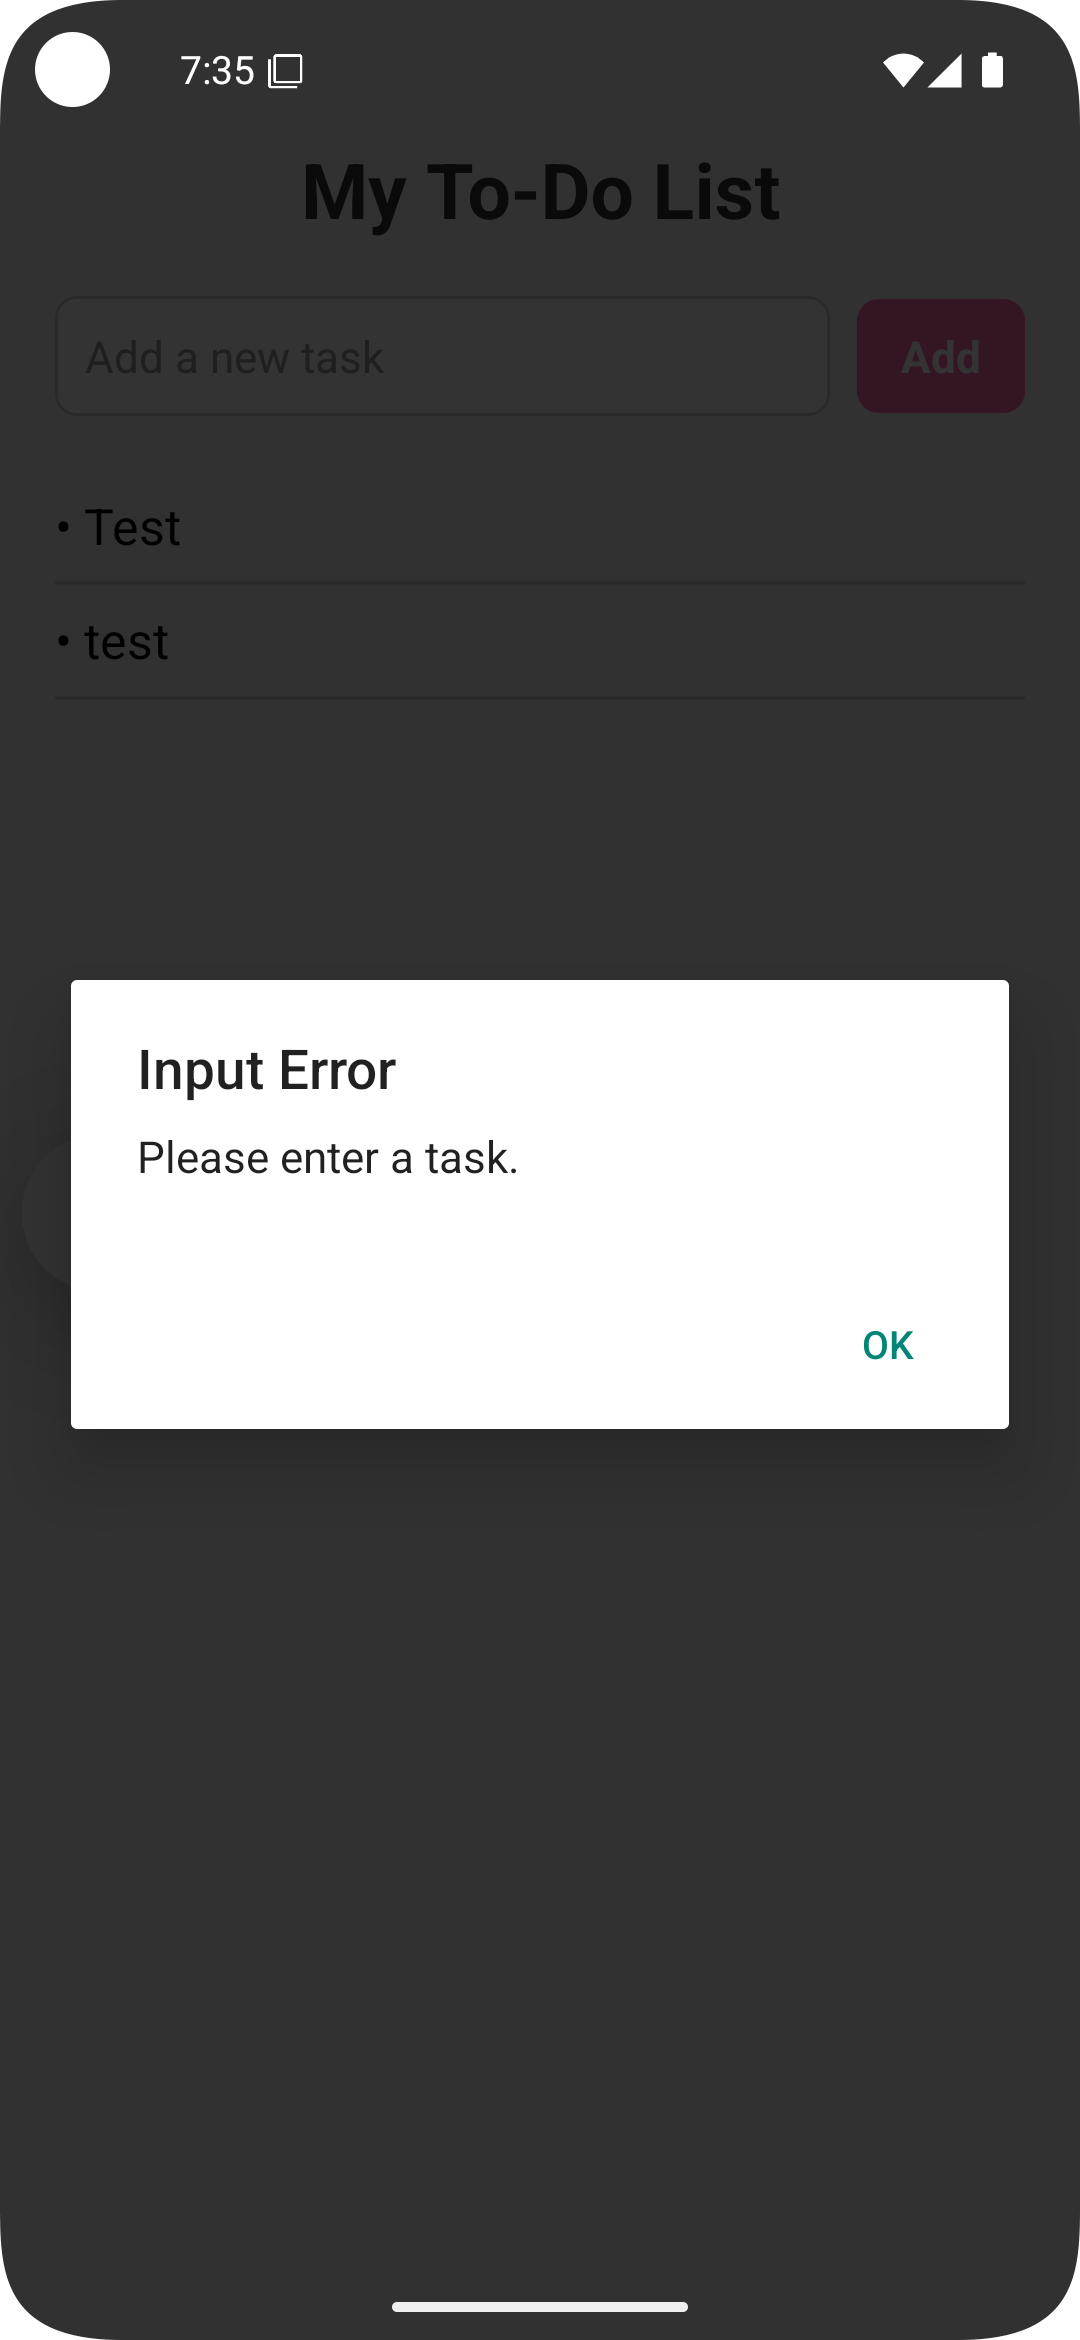 7:35
My To-Do List
Add a new task
Add
• Test
• test
Input Error
Please enter a task.
OK